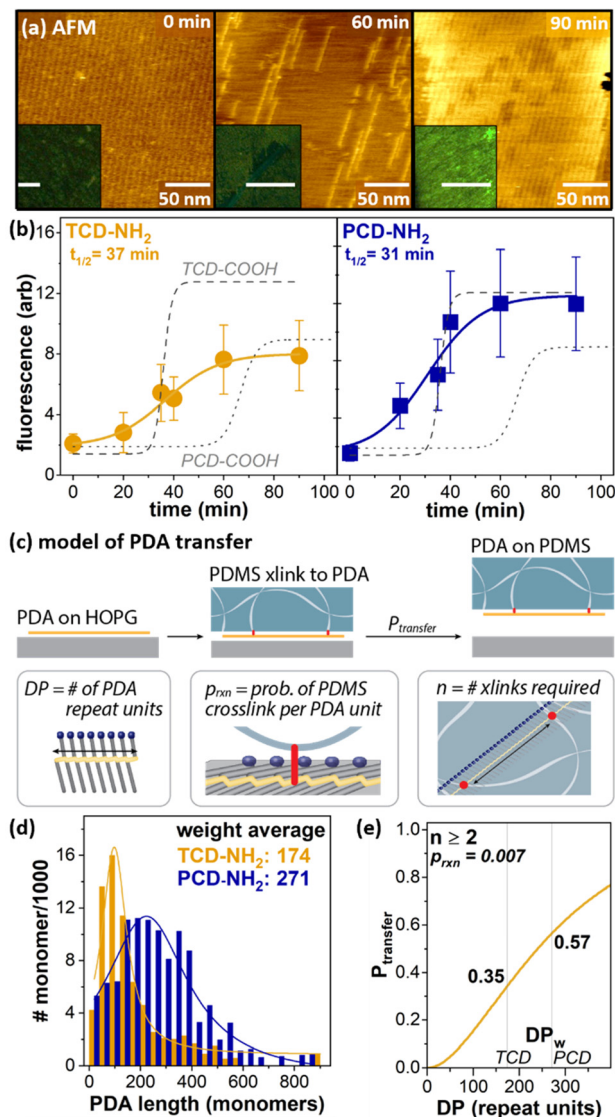 (a) AFM
0 min
60 min
90 min
50 nm
50 nm
50 nm
(b)
TCD-NH2
t1/2= 37 min
TCD-COOH
PCD-COOH
PCD-NH2
t1/2= 31 min
16
12
8
4
0
fluorescence (arb)
0 20 40 60 80 100
time (min)
0 20 40 60 80 100
time (min)
(c) model of PDA transfer
PDA on HOPG
PDMS xlink to PDA
Ptransfer
PDA on PDMS
DP = # of PDA
repeat units
prxn = prob. of PDMS
crosslink per PDA unit
n = # xlinks required
(d)
weight average
TCD-NH2: 174
PCD-NH2: 271
16
12
8
4
0
# monomer/1000
0 200 400 600 800
PDA length (monomers)
(e)
n ≥ 2
prxn = 0.007
1.0
0.8
0.6
0.4
0.2
0.0
Ptransfer
0.35
0.57
DPw
TCD
PCD
0 100 200 300 400
DP (repeat units)